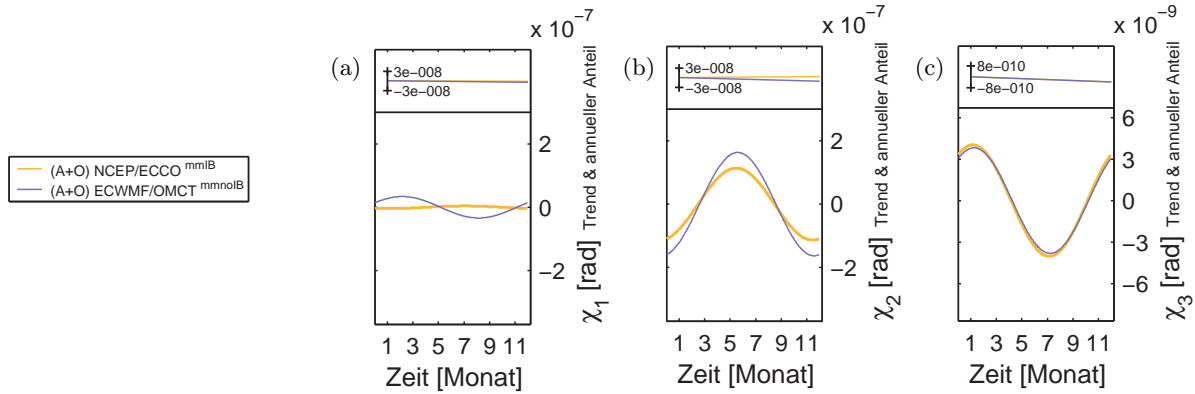 (A+O) NCEP/ECCO mmIB
(A+O) ECWMF/OMCT mmnoIB
(a)
x 10⁻⁷
3e−008
−3e−008
2
0
−2
χ₁ [rad] Trend & annueller Anteil
1 3 5 7 9 11
Zeit [Monat]
(b)
x 10⁻⁷
3e−008
−3e−008
2
0
−2
χ₂ [rad] Trend & annueller Anteil
1 3 5 7 9 11
Zeit [Monat]
(c)
x 10⁻⁹
8e−010
−8e−010
6
3
0
−3
−6
χ₃ [rad] Trend & annueller Anteil
1 3 5 7 9 11
Zeit [Monat]